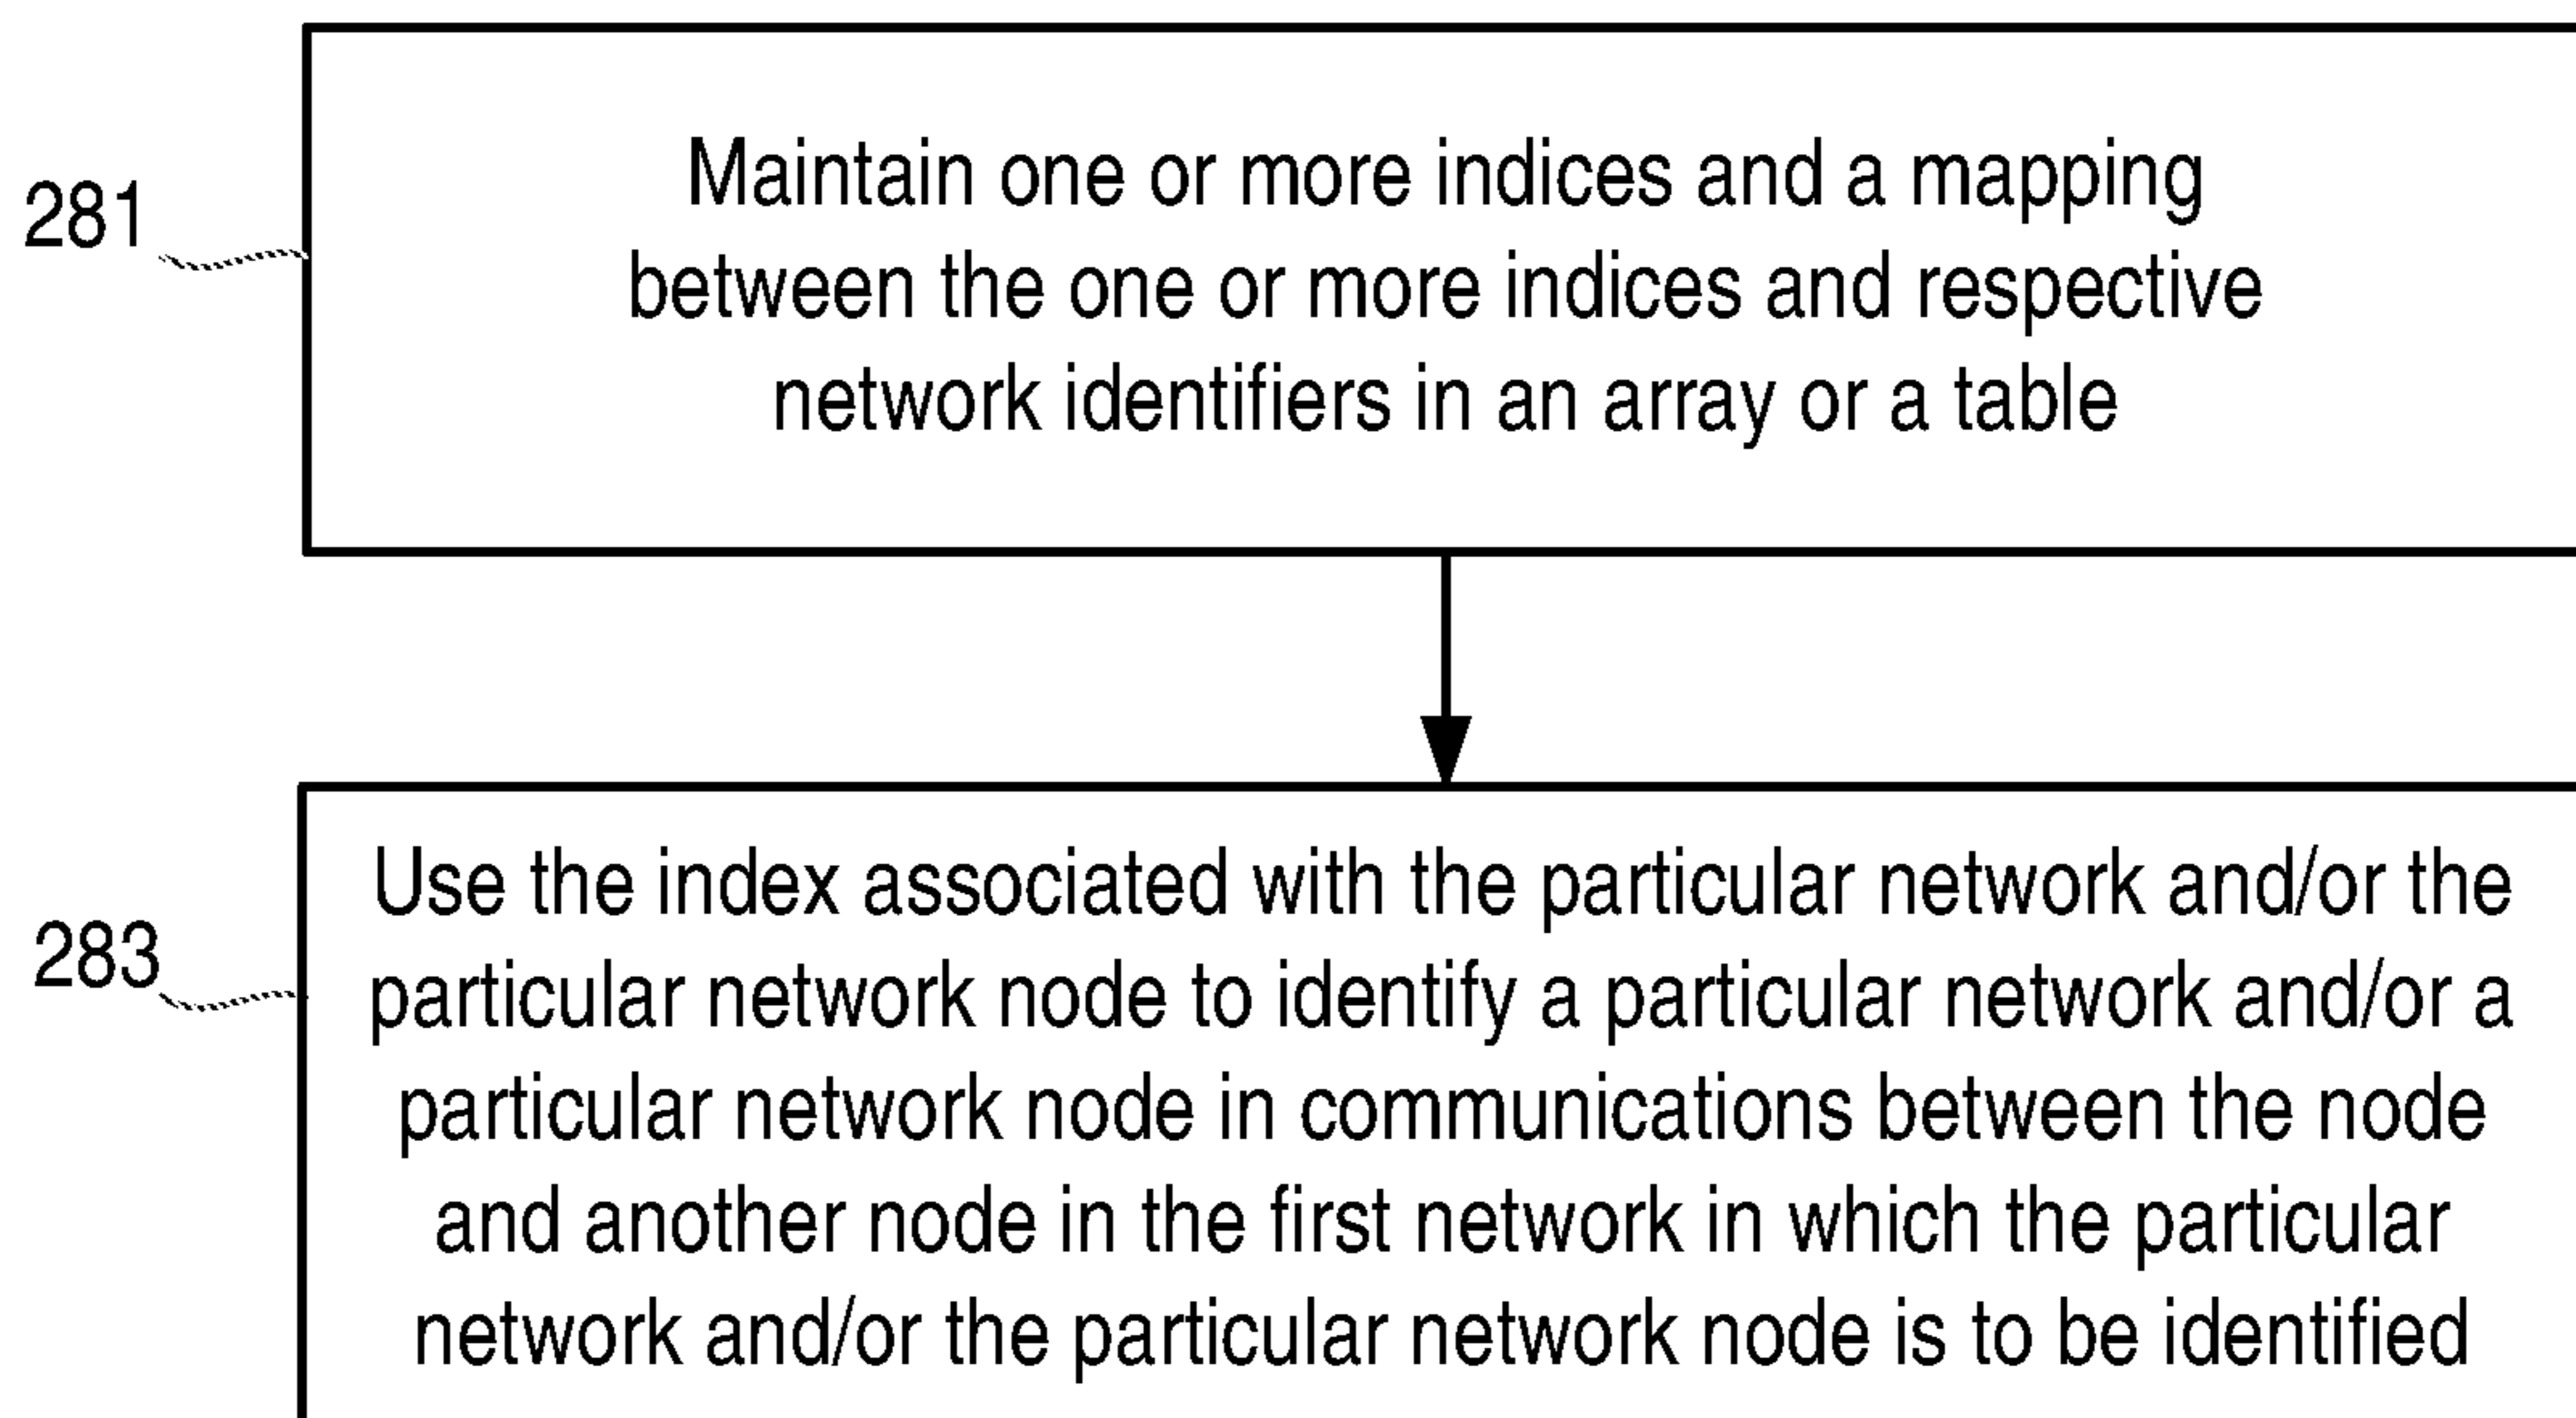 281
Maintain one or more indices and a mapping
between the one or more indices and respective
network identifiers in an array or a table
283
Use the index associated with the particular network and/or the
particular network node to identify a particular network and/or a
particular network node in communications between the node
and another node in the first network in which the particular
network and/or the particular network node is to be identified